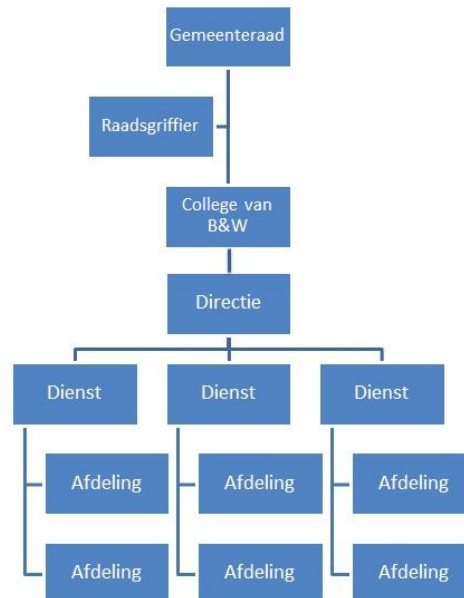 Gemeenteraad
Raadsgriffier
College van
B&W
Directie
Dienst
Dienst
Dienst
Afdeling
Afdeling
Afdeling
Afdeling
Afdeling
Afdeling